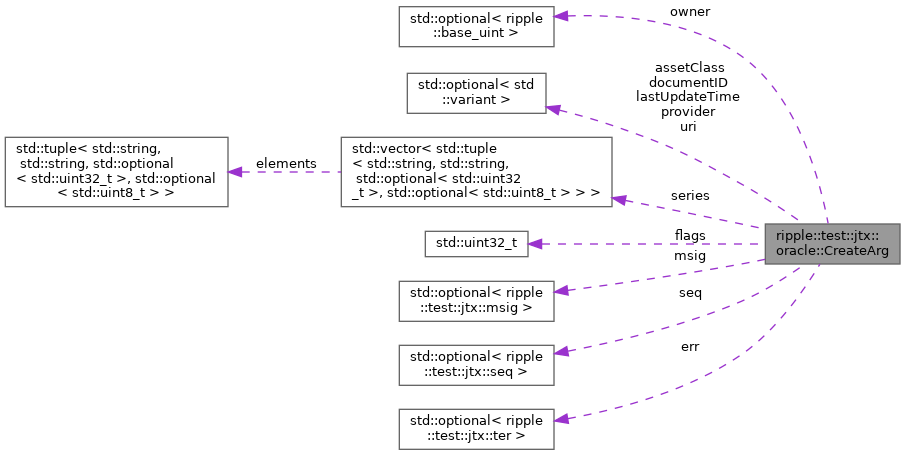 std::optional< ripple
::base_uint >
owner
std::optional< std
::variant >
assetClass
documentID
lastUpdateTime
provider
uri
std::tuple< std::string,
std::string, std::optional
< std::uint32_t >, std::optional
< std::uint8_t > >
elements
std::vector< std::tuple
< std::string, std::string,
std::optional< std::uint32
_t >, std::optional< std::uint8_t > > >
series
ripple::test::jtx::
oracle::CreateArg
std::uint32_t
flags
msig
std::optional< ripple
::test::jtx::msig >
seq
std::optional< ripple
::test::jtx::seq >
err
std::optional< ripple
::test::jtx::ter >